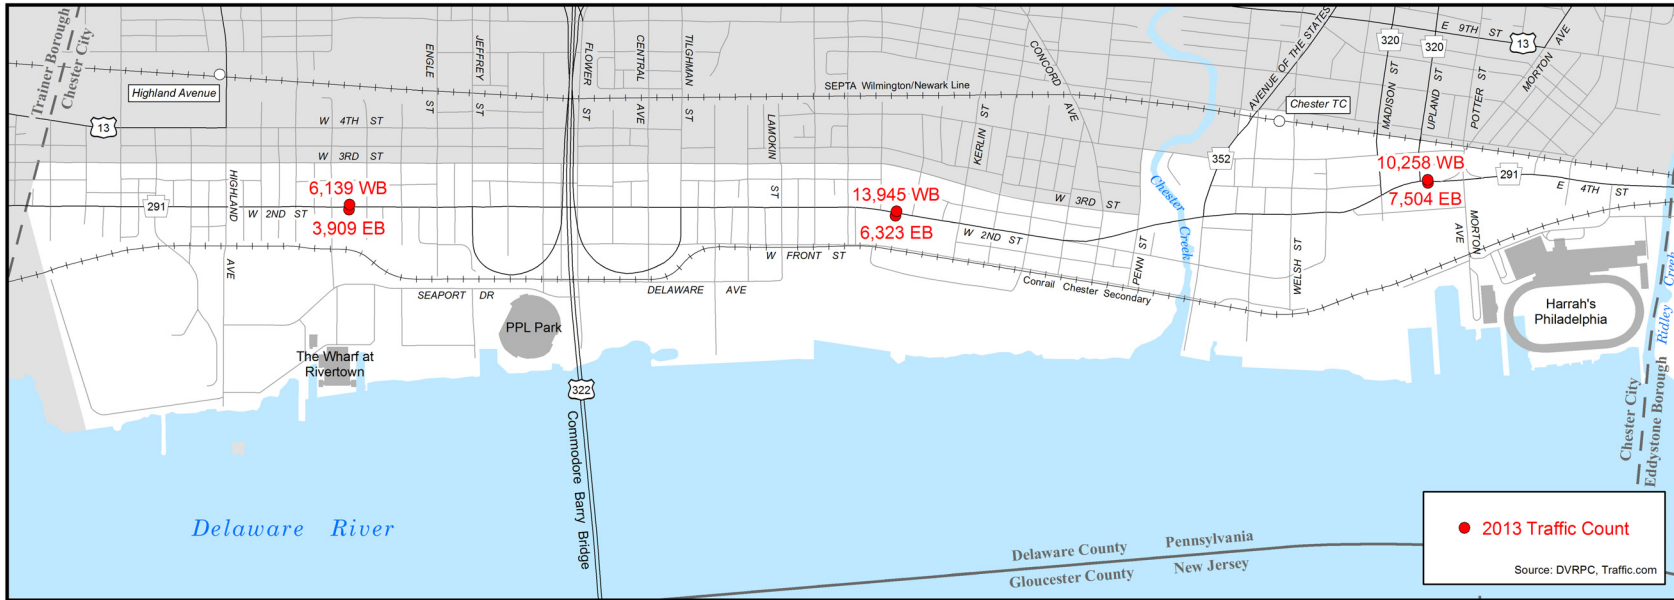 Trainer Borough
Chester City
Highland Avenue
13
ENGLE ST
JEFFREY ST
FLOWER ST
CENTRAL AVE
TILGHMAN ST
LAMOKIN ST
SEPTA Wilmington/Newark Line
CONCORD AVE
KERLIN ST
AVENUE OF THE STATES
Chester TC
352
320
320
MADISON ST
UPLAND ST
POTTER ST
E 9TH ST
13
MORTON AVE
W 4TH ST
W 3RD ST
6,139 WB
3,909 EB
HIGHLAND AVE
291
W 2ND ST
13,945 WB
6,323 EB
W 3RD ST
W 2ND ST
W FRONT ST
Chester Creek
PENN ST
WELSH ST
10,258 WB
7,504 EB
291
E 4TH ST
MORTON AVE
SEAPORT DR
DELAWARE AVE
Conrail Chester Secondary
PPL Park
The Wharf at
Rivertown
Harrah's
Philadelphia
Ridley Creek
322
Commodore Barry Bridge
Chester City
Eddystone Borough
Delaware River
Delaware County Pennsylvania
Gloucester County New Jersey
2013 Traffic Count
Source: DVRPC, Traffic.com